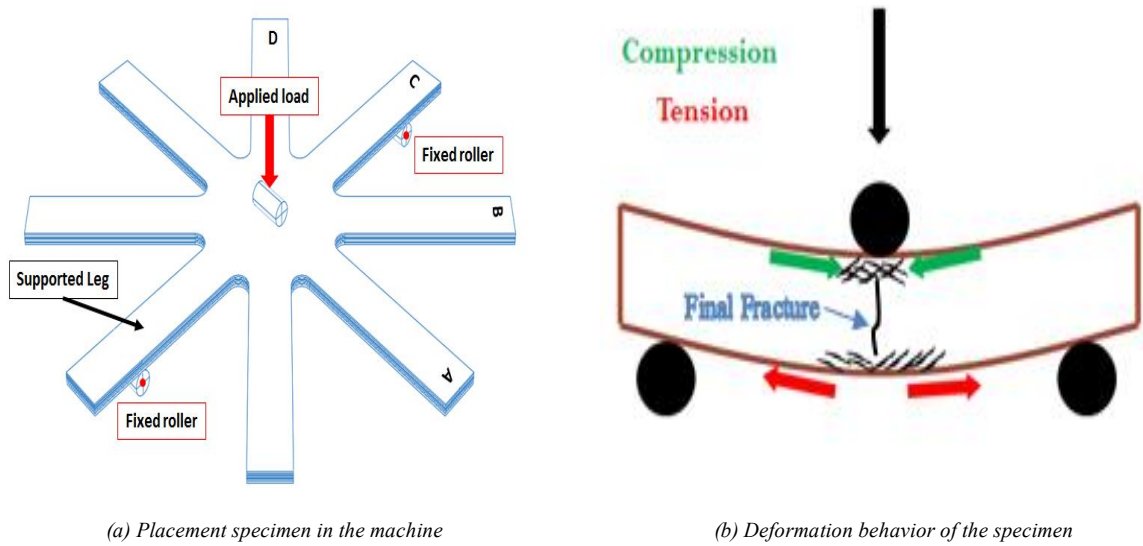 D
C
Applied load
Fixed roller
B
Supported Leg
A
Fixed roller
(a) Placement specimen in the machine
Compression
Tension
Final Fracture
(b) Deformation behavior of the specimen